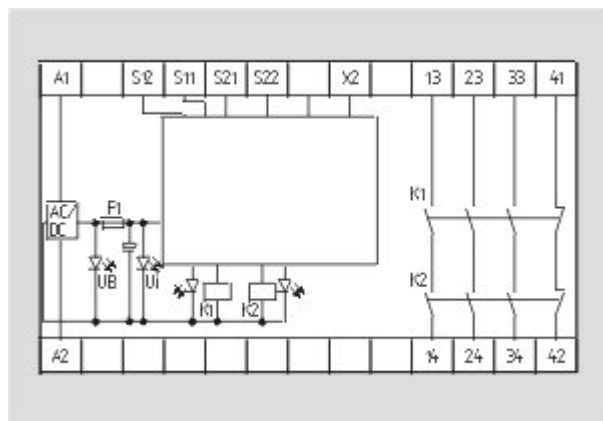 A1 S12 S11 S21 S22 X2 13 23 33 41
K1
F1
AC/
DC
UB Ui
K1 K2
K2
A2 14 24 34 42